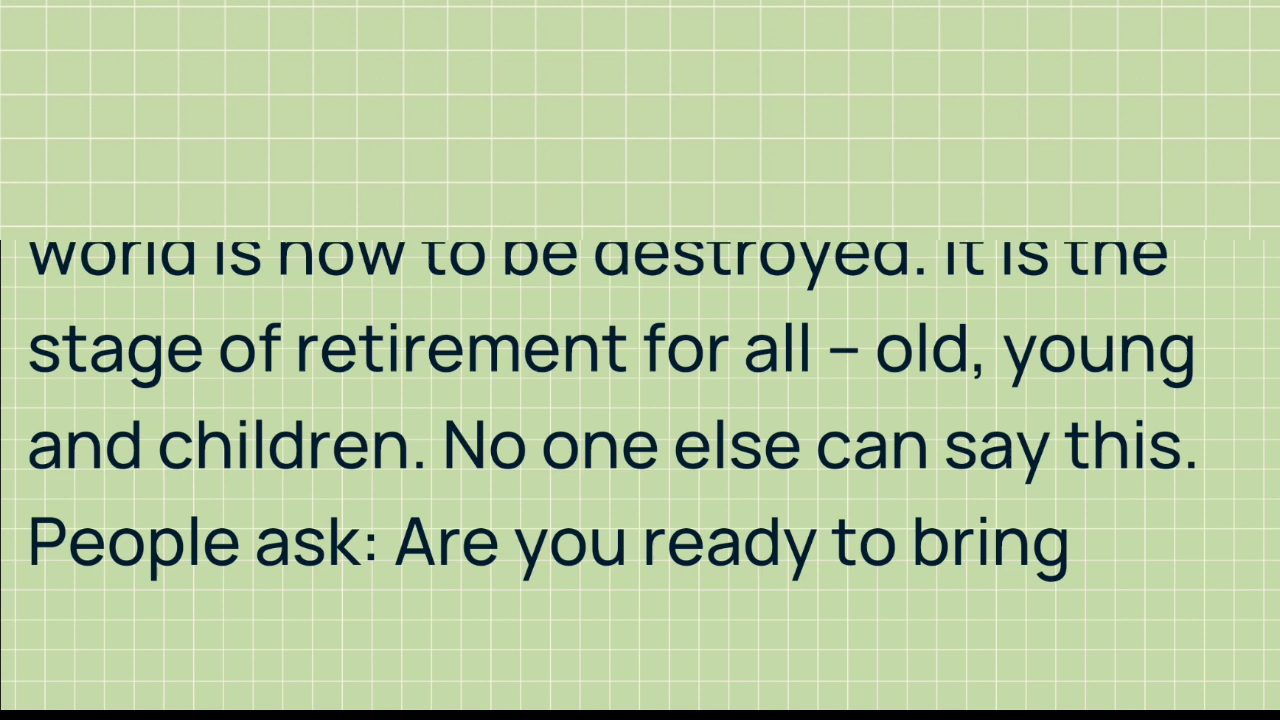 world is now to be destroyed. It is the
stage of retirement for all – old, young
and children. No one else can say this.
People ask: Are you ready to bring